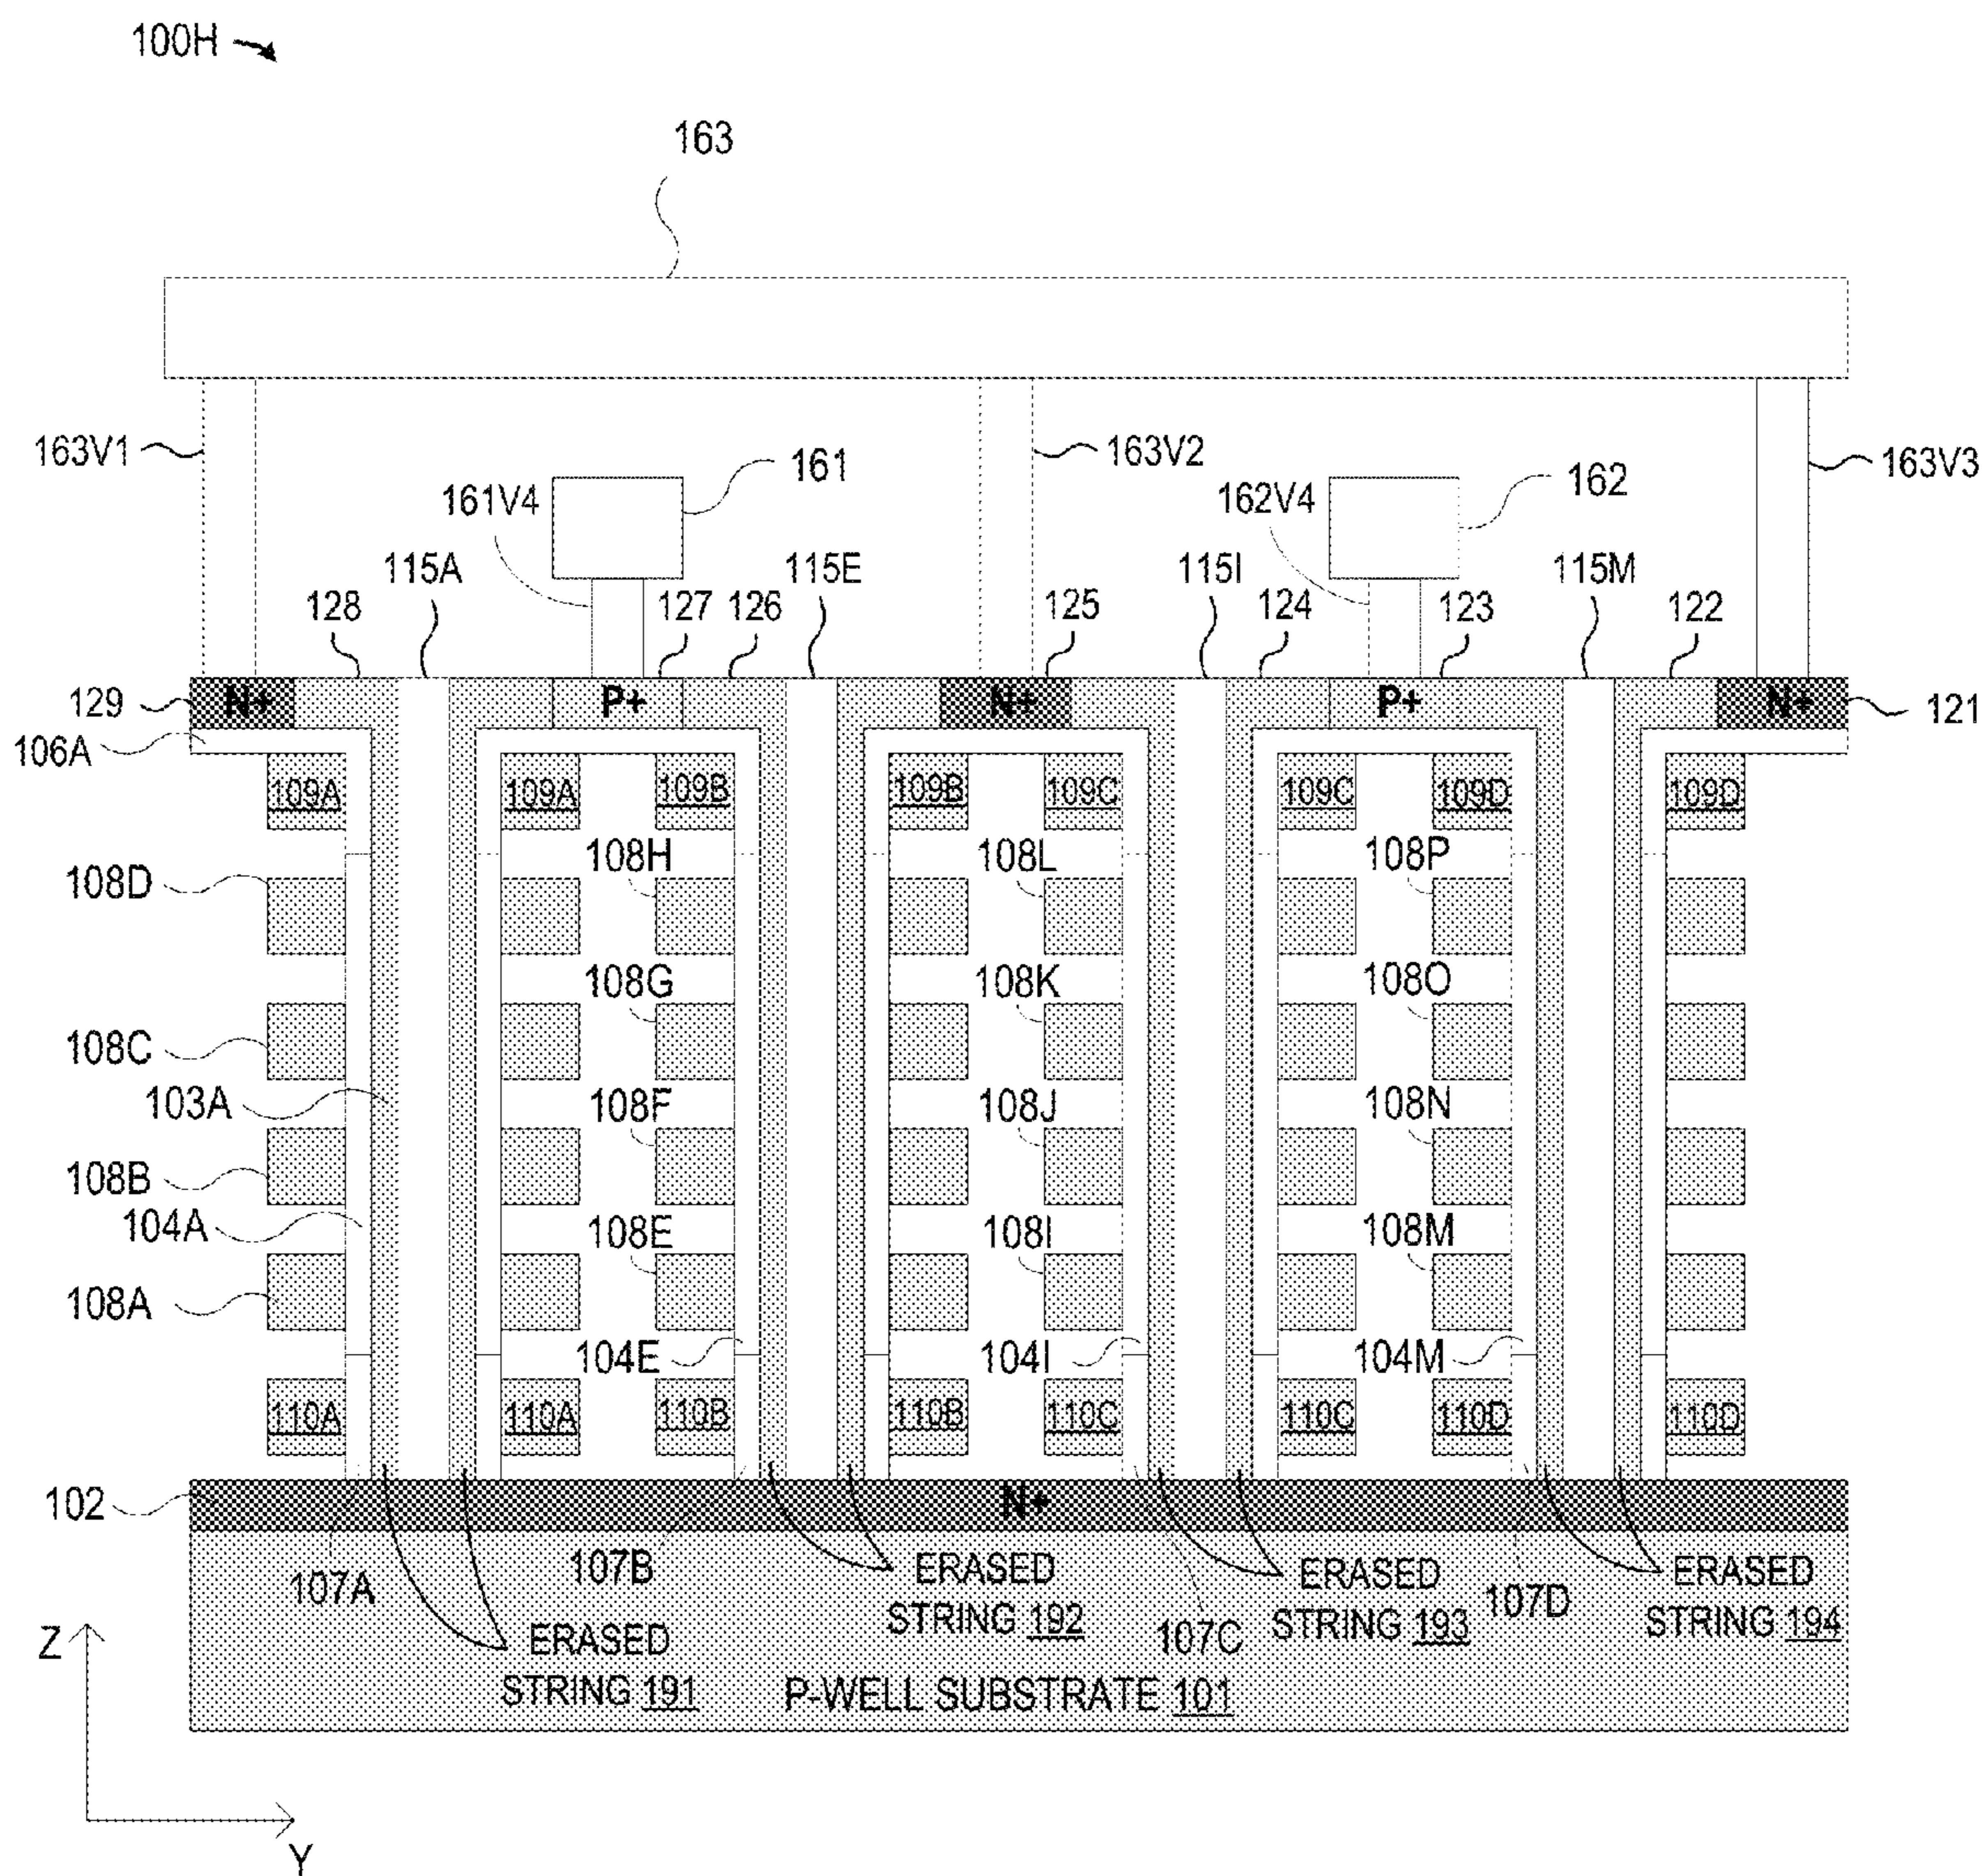 100H
163
163V1
163V2
163V3
161V4
161
162V4
162
128
115A
127
126
115E
125
115I
124
123
115M
122
129
N+
P+
N+
P+
N+
121
106A
109A
109A
109B
109B
109C
109C
109D
109D
108D
108H
108L
108P
108C
108G
108K
108O
103A
108B
108F
108J
108N
104A
108A
108E
108I
108M
104E
104I
104M
110A
110A
110B
110B
110C
110C
110D
110D
102
N+
107A
107B
107C
107D
ERASED
STRING 191
ERASED
STRING 192
ERASED
STRING 193
ERASED
STRING 194
P-WELL SUBSTRATE 101
Z
Y